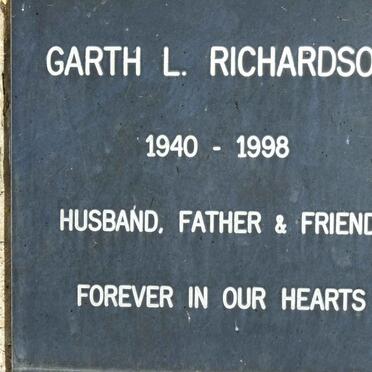 GARTH L. RICHARDSO
1940 - 1998
HUSBAND, FATHER & FRIEND
FOREVER IN OUR HEARTS